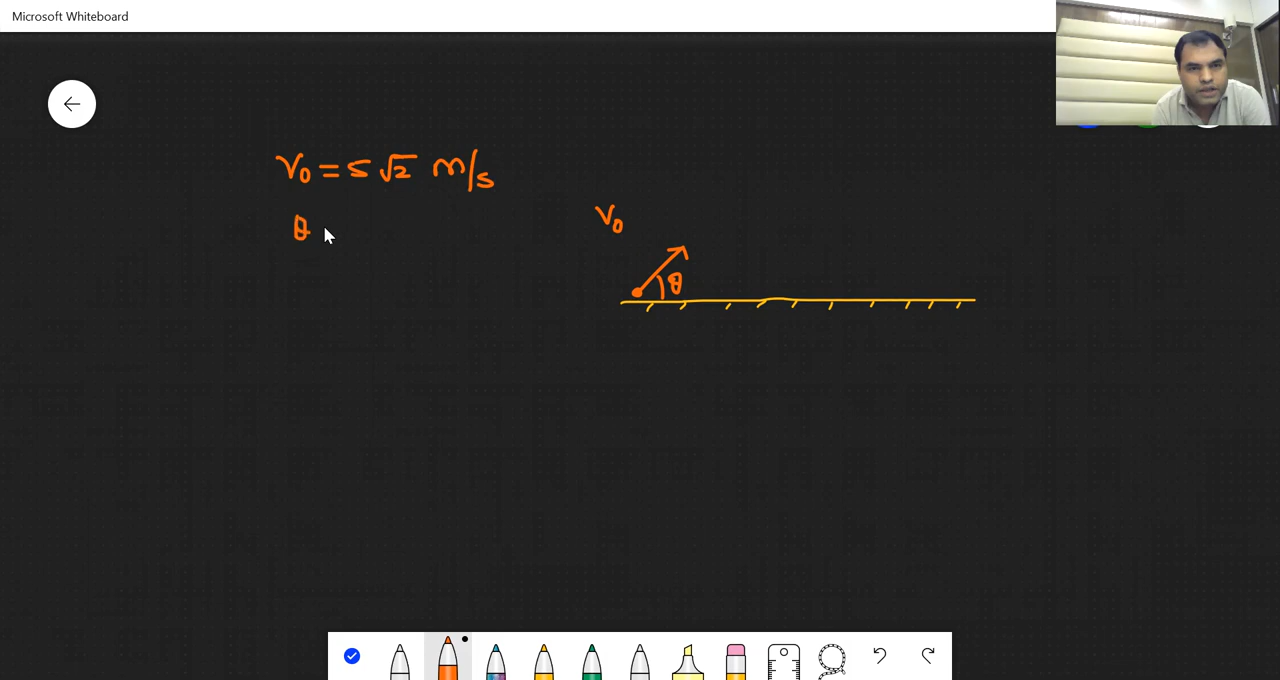 Microsoft Whiteboard
V₀ = 5√2 m/s
θ
V₀
θ